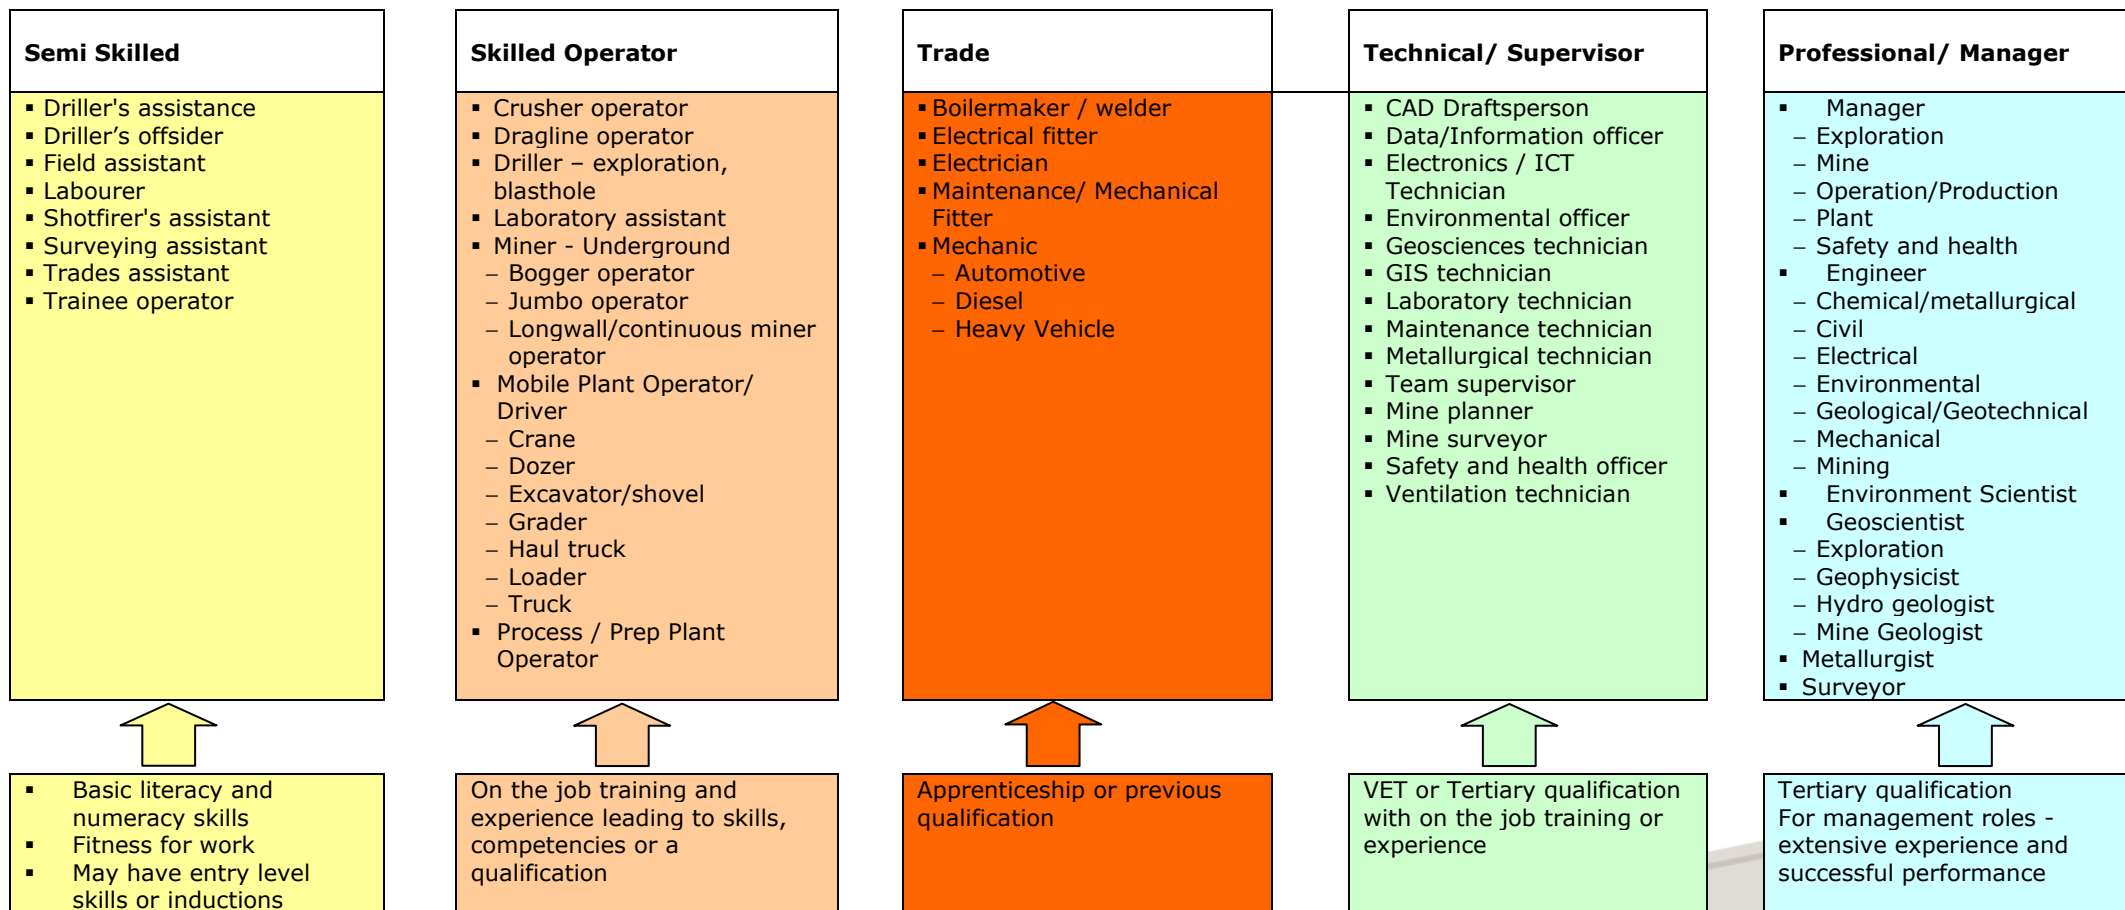 Semi Skilled
▪ Driller's assistance
▪ Driller’s offsider
▪ Field assistant
▪ Labourer
▪ Shotfirer's assistant
▪ Surveying assistant
▪ Trades assistant
▪ Trainee operator
▪ Basic literacy and
numeracy skills
▪ Fitness for work
▪ May have entry level
skills or inductions
Skilled Operator
▪ Crusher operator
▪ Dragline operator
▪ Driller – exploration,
blasthole
▪ Laboratory assistant
▪ Miner - Underground
– Bogger operator
– Jumbo operator
– Longwall/continuous miner
operator
▪ Mobile Plant Operator/
Driver
– Crane
– Dozer
– Excavator/shovel
– Grader
– Haul truck
– Loader
– Truck
▪ Process / Prep Plant
Operator
On the job training and
experience leading to skills,
competencies or a
qualification
Trade
▪ Boilermaker / welder
▪ Electrical fitter
▪ Electrician
▪ Maintenance/ Mechanical
Fitter
▪ Mechanic
– Automotive
– Diesel
– Heavy Vehicle
Apprenticeship or previous
qualification
Technical/ Supervisor
▪ CAD Draftsperson
▪ Data/Information officer
▪ Electronics / ICT
Technician
▪ Environmental officer
▪ Geosciences technician
▪ GIS technician
▪ Laboratory technician
▪ Maintenance technician
▪ Metallurgical technician
▪ Team supervisor
▪ Mine planner
▪ Mine surveyor
▪ Safety and health officer
▪ Ventilation technician
VET or Tertiary qualification
with on the job training or
experience
Professional/ Manager
▪ Manager
– Exploration
– Mine
– Operation/Production
– Plant
– Safety and health
▪ Engineer
– Chemical/metallurgical
– Civil
– Electrical
– Environmental
– Geological/Geotechnical
– Mechanical
– Mining
▪ Environment Scientist
▪ Geoscientist
– Exploration
– Geophysicist
– Hydro geologist
– Mine Geologist
▪ Metallurgist
▪ Surveyor
Tertiary qualification
For management roles -
extensive experience and
successful performance